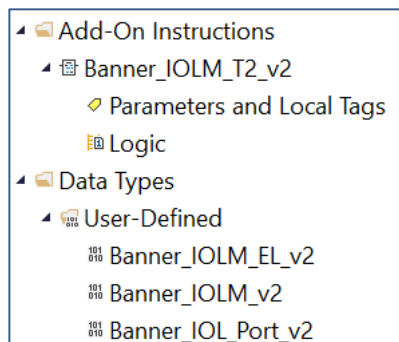 Add-On Instructions
Banner_IOLM_T2_v2
Parameters and Local Tags
Logic
Data Types
User-Defined
Banner_IOLM_EL_v2
Banner_IOLM_v2
Banner_IOL_Port_v2